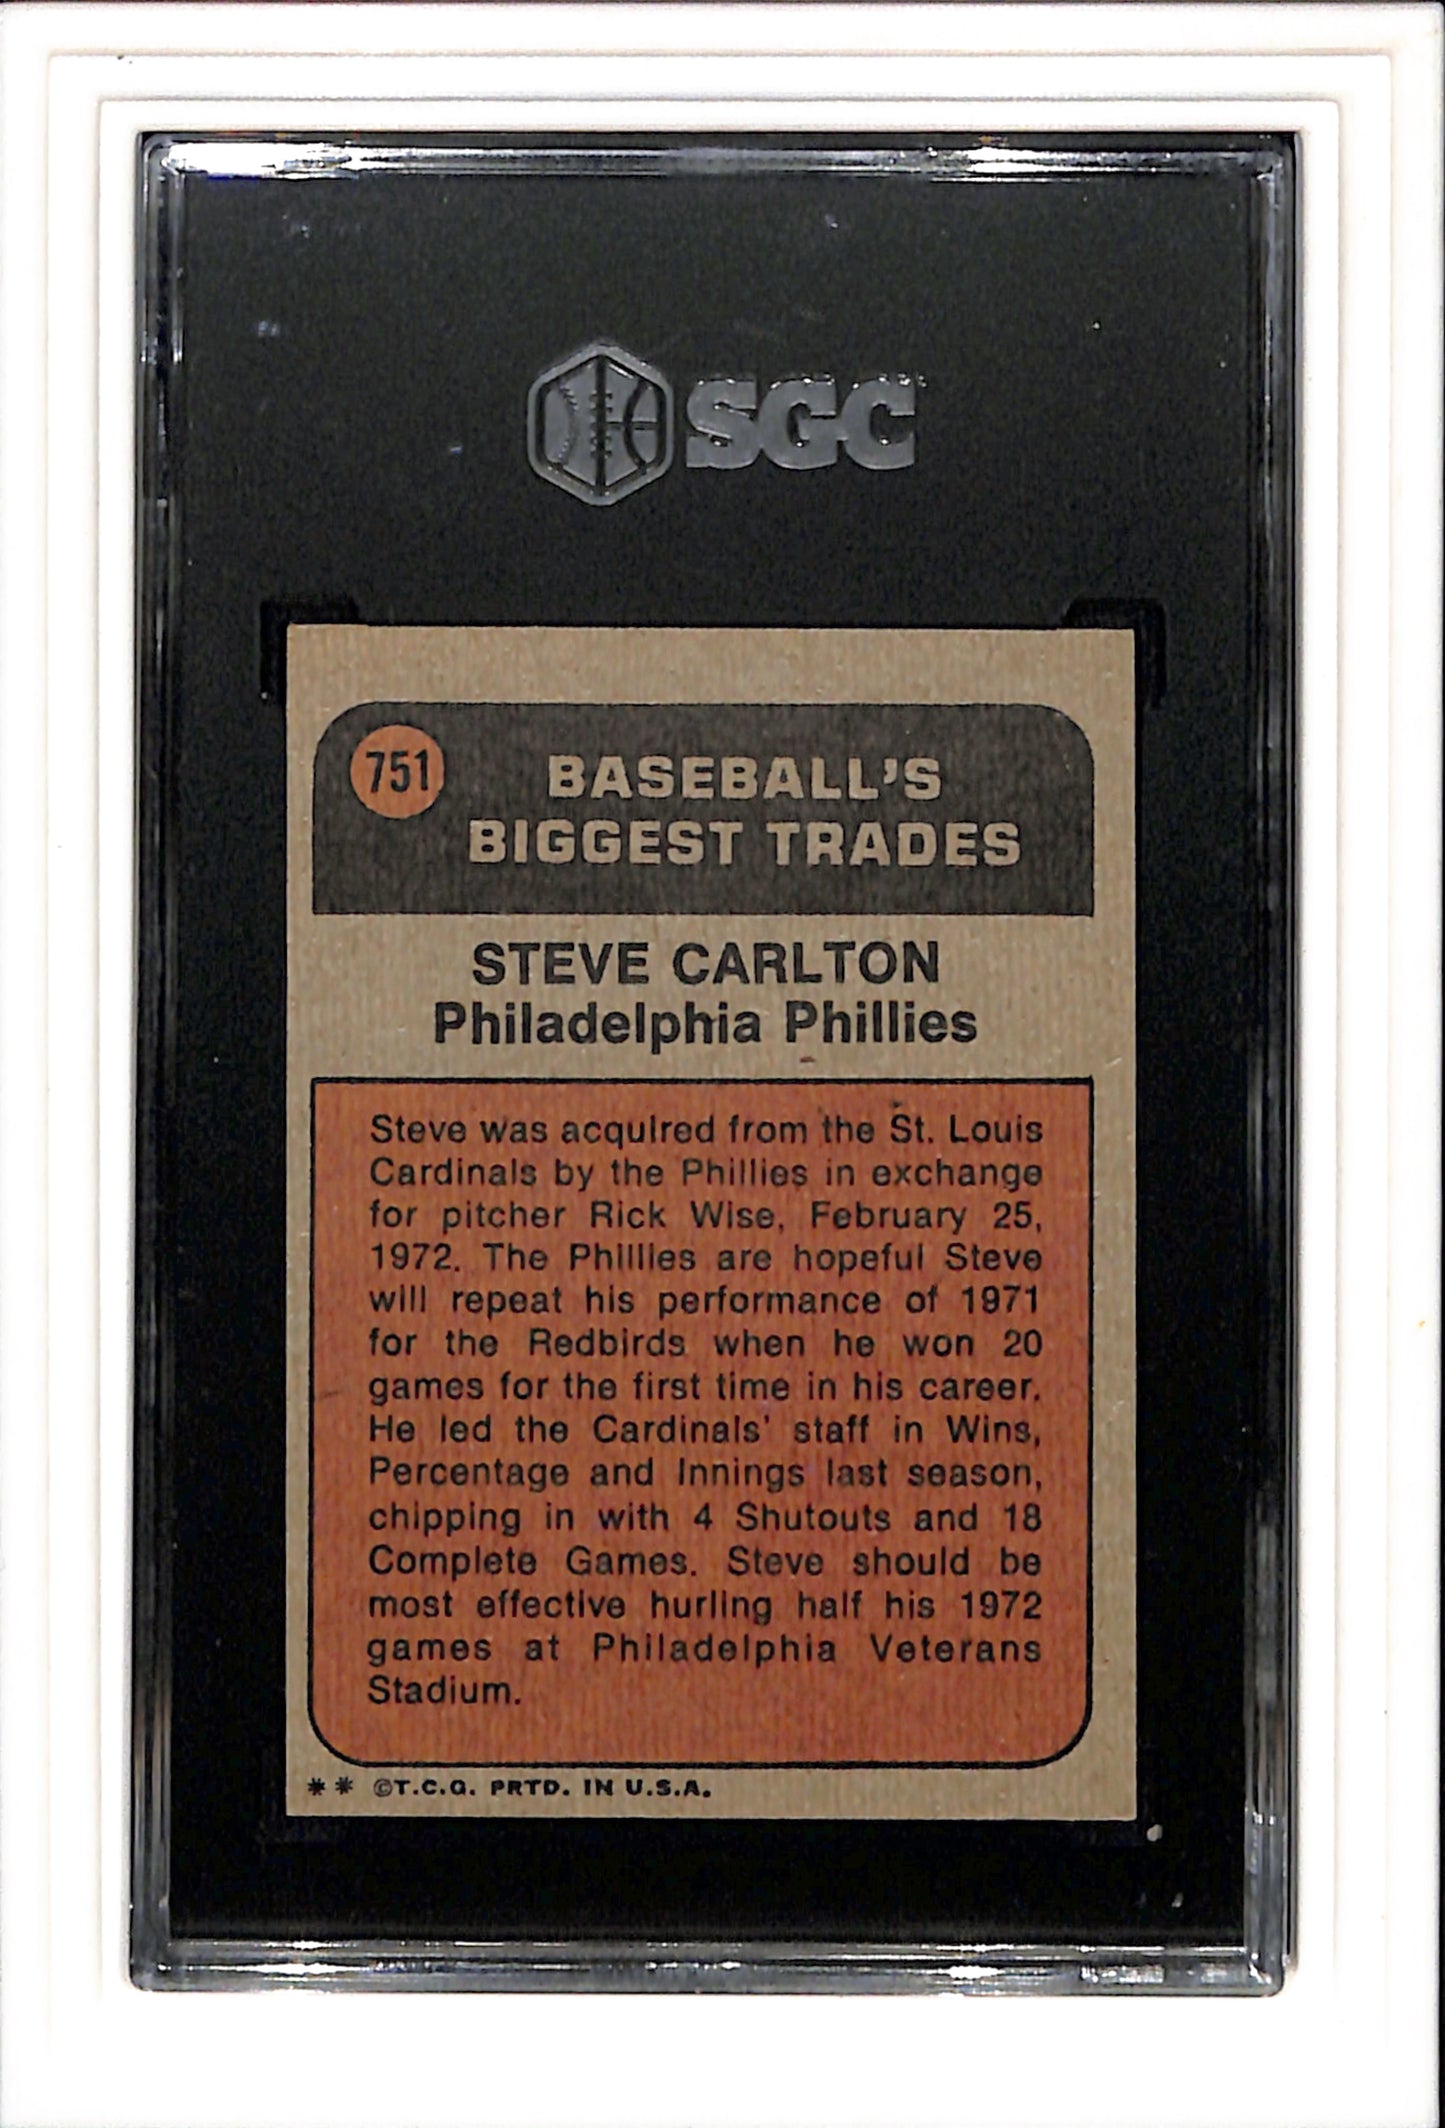 SGC
751
BASEBALL'S
BIGGEST TRADES
STEVE CARLTON
Philadelphia Phillies
Steve was acquired from the St. Louis
Cardinals by the Phillies in exchange
for pitcher Rick Wise, February 25,
1972. The Phillies are hopeful Steve
will repeat his performance of 1971
for the Redbirds when he won 20
games for the first time in his career.
He led the Cardinals' staff in Wins,
Percentage and Innings last season,
chipping in with 4 Shutouts and 18
Complete Games. Steve should be
most effective hurling half his 1972
games at Philadelphia Veterans
Stadium.
** ©T.C.G. PRTD. IN U.S.A.